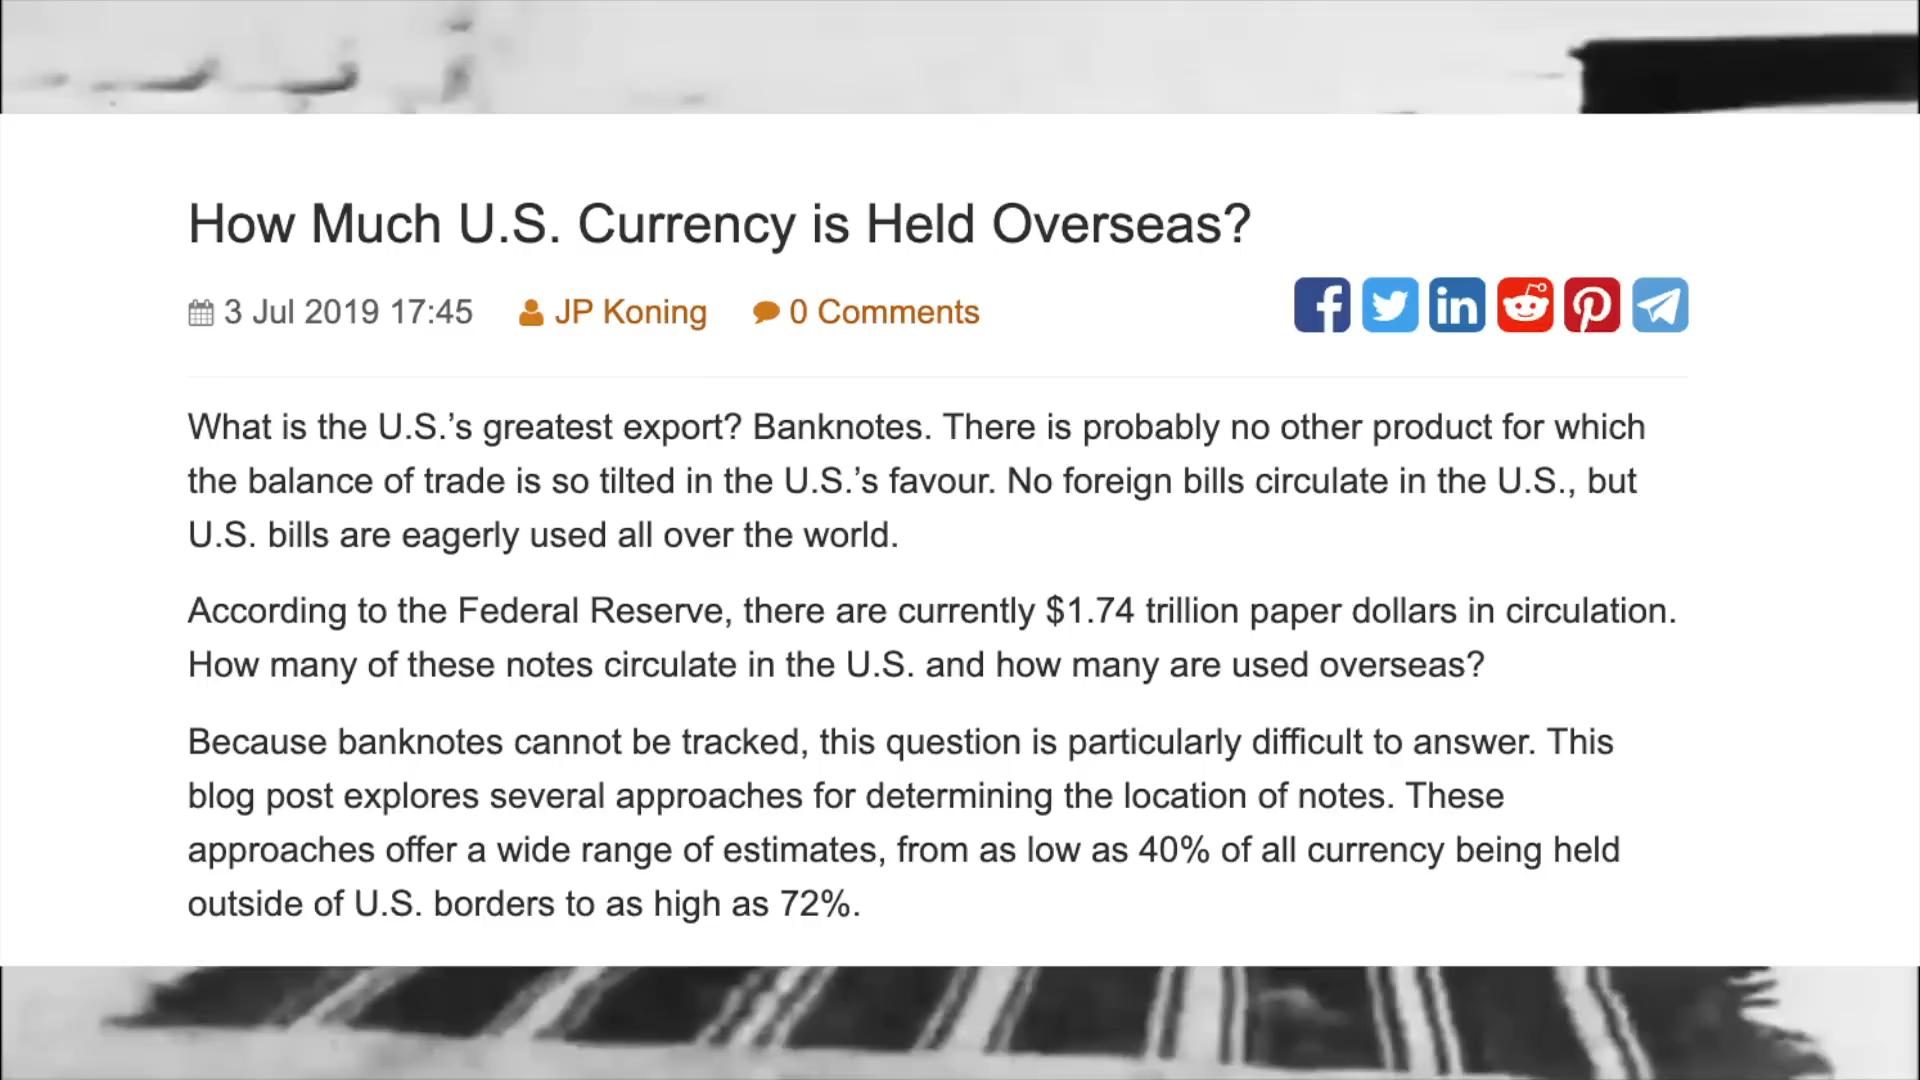 How Much U.S. Currency is Held Overseas?
3 Jul 2019 17:45 JP Koning 0 Comments
What is the U.S.’s greatest export? Banknotes. There is probably no other product for which
the balance of trade is so tilted in the U.S.’s favour. No foreign bills circulate in the U.S., but
U.S. bills are eagerly used all over the world.
According to the Federal Reserve, there are currently $1.74 trillion paper dollars in circulation.
How many of these notes circulate in the U.S. and how many are used overseas?
Because banknotes cannot be tracked, this question is particularly difficult to answer. This
blog post explores several approaches for determining the location of notes. These
approaches offer a wide range of estimates, from as low as 40% of all currency being held
outside of U.S. borders to as high as 72%.